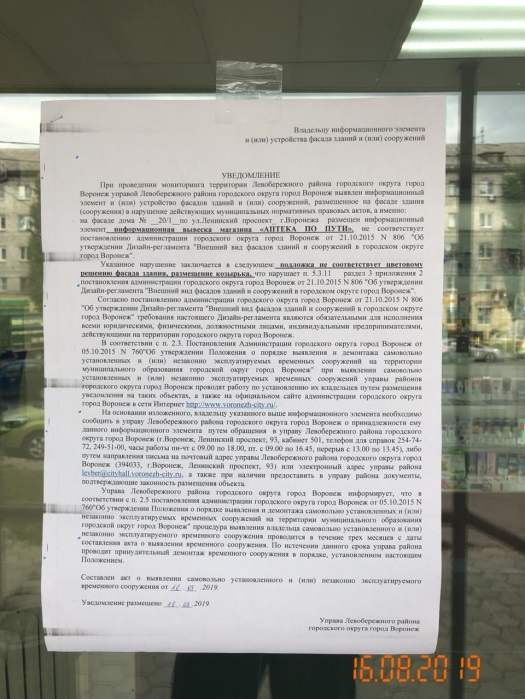 Владельцу информационного элемента
и (или) устройства фасада зданий и (или) сооружений
УВЕДОМЛЕНИЕ
При проведении мониторинга территории Левобережного района городского округа город
Воронеж управой Левобережного района городского округа город Воронеж выявлен информационный
элемент и (или) устройство фасадов зданий и (или) сооружений, размещенное на фасаде здания
(сооружения) в нарушение действующих муниципальных нормативных правовых актов, а именно:
на фасаде дома № 20/1 по ул.Ленинский проспект г.Воронежа размещен информационный
элемент информационная вывеска магазина «АПТЕКА ПО ПУТИ», не соответствует
постановлению администрации городского округа город Воронеж от 21.10.2015 N 806 "Об
утверждении Дизайн-регламента "Внешний вид фасадов зданий и сооружений в городском округе
город Воронеж".
Указанное нарушение заключается в следующем: подложка не соответствует цветовому
решению фасада здания, размещение козырька, что нарушает п. 5.3.11 раздел 3 приложения 2
постановления администрации городского округа город Воронеж от 21.10.2015 N 806 "Об утверждении
Дизайн-регламента "Внешний вид фасадов зданий и сооружений в городском округе город Воронеж".
Согласно постановлению администрации городского округа город Воронеж от 21.10.2015 N 806
"Об утверждении Дизайн-регламента "Внешний вид фасадов зданий и сооружений в городском округе
город Воронеж" требования настоящего Дизайн-регламента являются обязательными для исполнения
всеми юридическими, физическими, должностными лицами, индивидуальными предпринимателями,
действующими на территории городского округа город Воронеж.
В соответствии с п. 2.3. Постановления Администрации городского округа город Воронеж от
05.10.2015 N 760"Об утверждении Положения о порядке выявления и демонтажа самовольно
установленных и (или) незаконно эксплуатируемых временных сооружений на территории
муниципального образования городской округ город Воронеж" при выявлении самовольно
установленных и (или) незаконно эксплуатируемых временных сооружений управы районов
городского округа город Воронеж проводят работу по установлению их владельцев путем размещения
уведомления на таких объектах, а также на официальном сайте администрации городского округа
город Воронеж в сети Интернет http://www.voronezh-city.ru/.
На основании изложенного, владельцу указанного выше информационного элемента необходимо
сообщить в управу Левобережного района городского округа город Воронеж о принадлежности ему
данного информационного элемента путем обращения в управу Левобережного района городского
округа город Воронеж (г.Воронеж, Ленинский проспект, 93, кабинет 501, телефон для справок 254-74-
72, 249-51-00, часы работы пн-чт с 09.00 по 18.00, пт. с 09.00 по 16.45, перерыв с 13.00 по 13.45), либо
путем направления письма на почтовый адрес управы Левобережного района городского округа город
Воронеж (394033, г.Воронеж, Ленинский проспект, 93) или электронный адрес управы района
levber@cityhall.voronezh-city.ru, а также при наличии предоставить в управу района документы,
подтверждающие законность размещения объекта.
Управа Левобережного района городского округа город Воронеж информирует, что в
соответствии с п. 2.5 постановления администрации городского округа город Воронеж от 05.10.2015 N
760"Об утверждении Положения о порядке выявления и демонтажа самовольно установленных и (или)
незаконно эксплуатируемых временных сооружений на территории муниципального образования
городской округ город Воронеж" процедура выявления владельца самовольно установленного и (или)
незаконно эксплуатируемого временного сооружения проводится в течение трех месяцев с даты
составления акта о выявлении временного сооружения. По истечении данного срока управа района
проводит принудительный демонтаж временного сооружения в порядке, установленном настоящим
Положением.
Составлен акт о выявлении самовольно установленного и (или) незаконно эксплуатируемого
временного сооружения от .2019.
Уведомление размещено .2019.
Управа Левобережного района
городского округа город Воронеж
16.08.2019